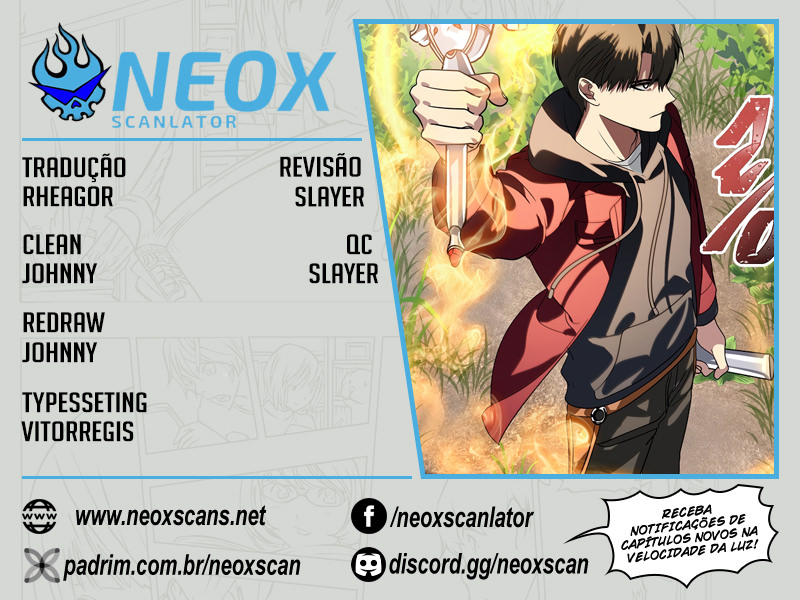 NEOX
SCANLATOR
TRADUÇÃO
RHEAGOR
REVISÃO
SLAYER
CLEAN
JOHNNY
QC
SLAYER
REDRAW
JOHNNY
TYPESSETING
VITORREGIS
www.neoxscans.net
/neoxscanlator
padrim.com.br/neoxscan
discord.gg/neoxscan
RECEBA
NOTIFICAÇÕES DE
CAPÍTULOS NOVOS NA
VELOCIDADE DA LUZ!